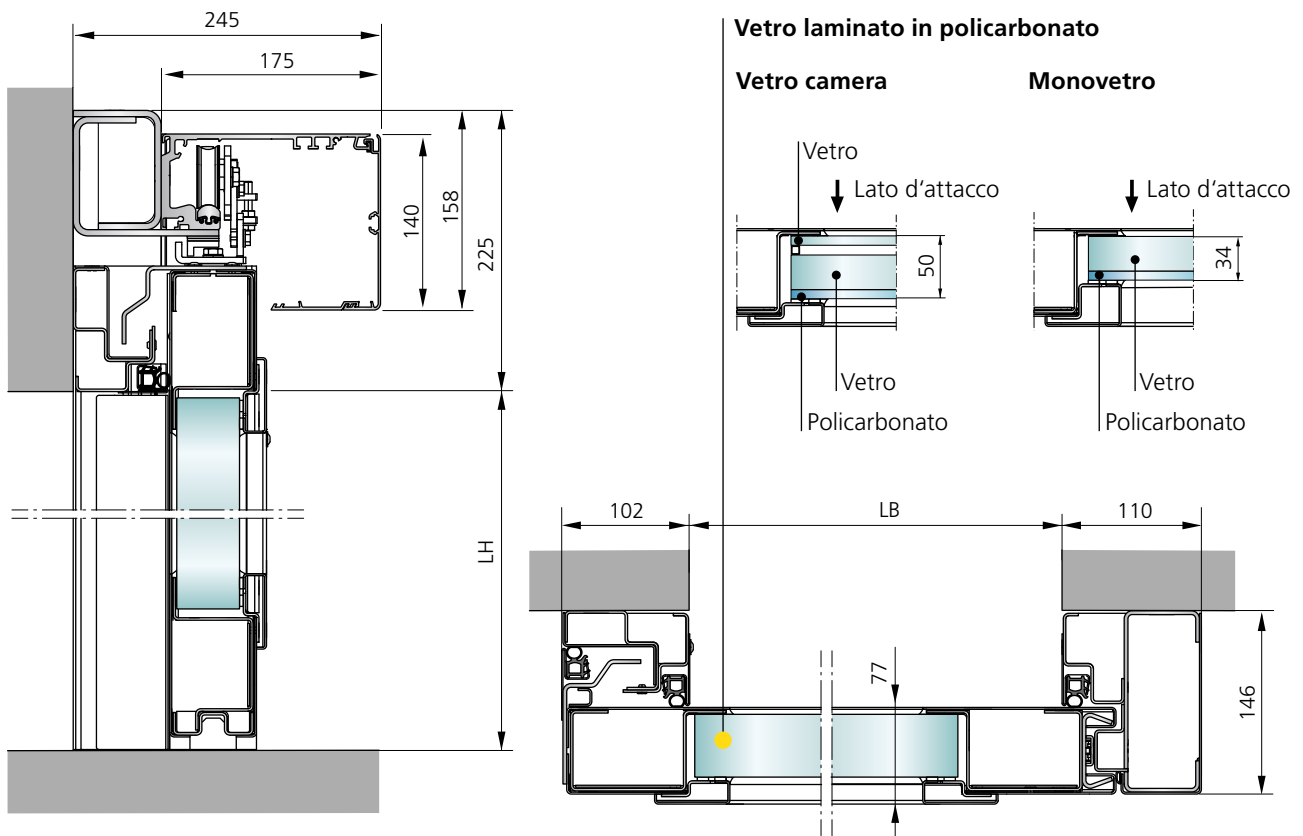 245
175
140
158
225
LH
Vetro laminato in policarbonato
Vetro camera
Monovetro
Vetro
Lato d‘attacco
50
Vetro
Policarbonato
Lato d‘attacco
34
Vetro
Policarbonato
102
LB
110
77
146